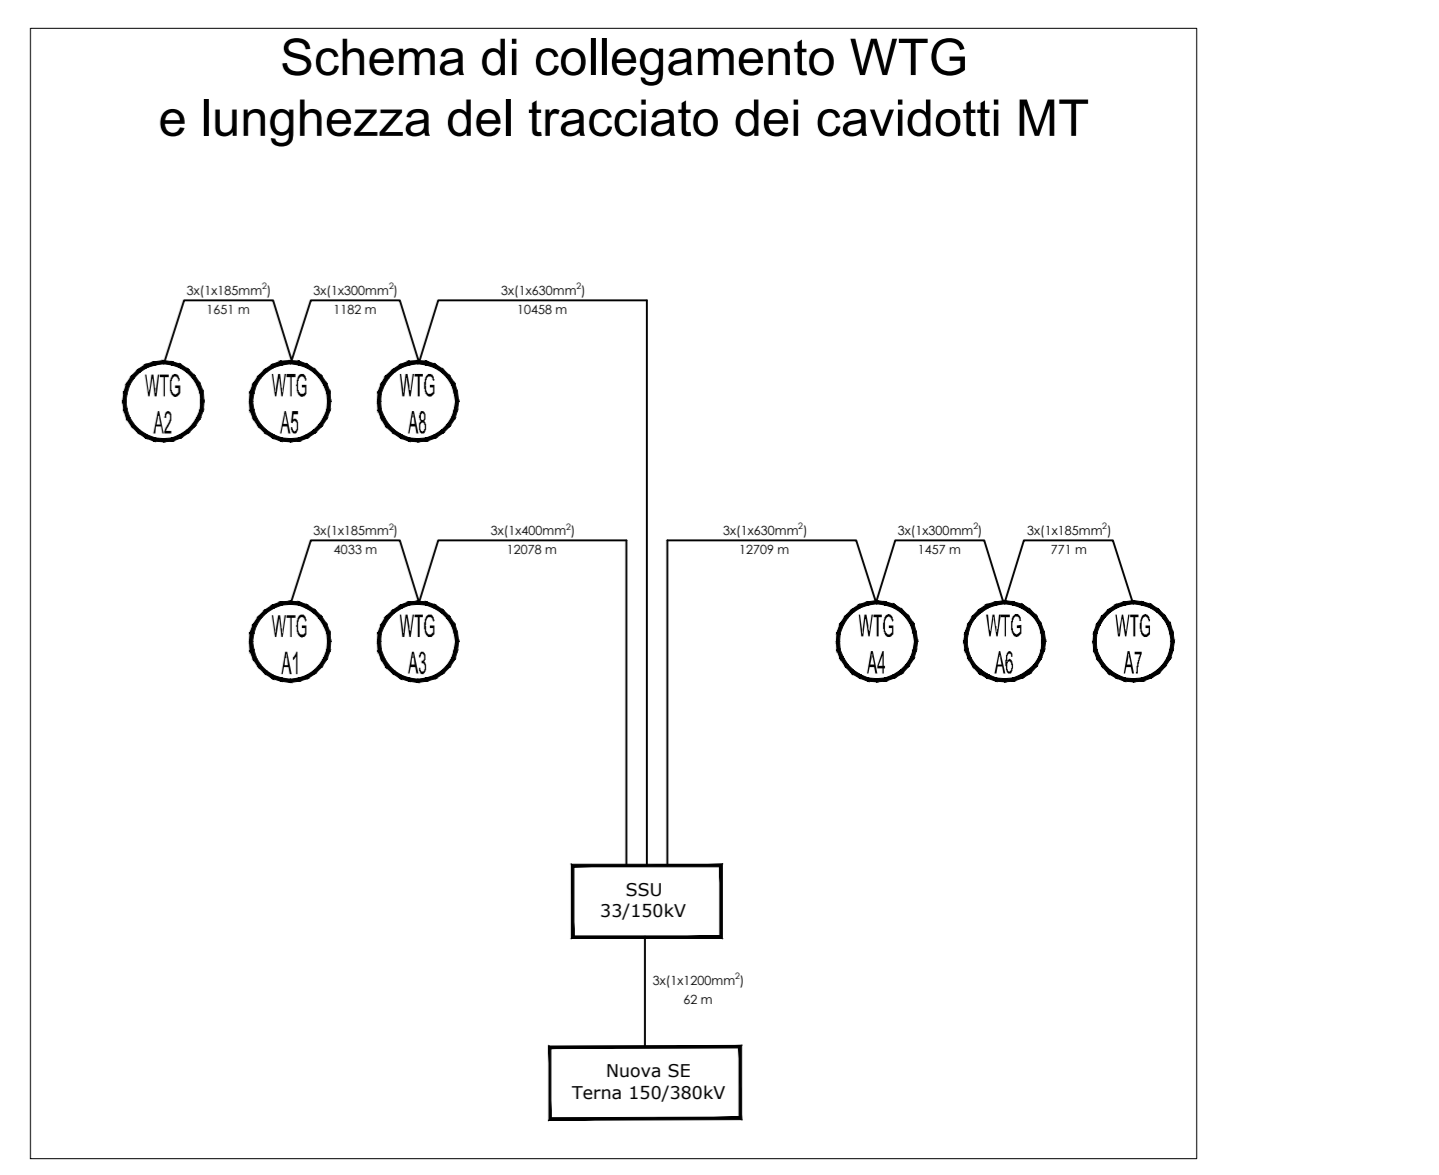 Schema di collegamento WTG
e lunghezza del tracciato dei cavidotti MT
3x(1x185mm²)
1651 m
3x(1x300mm²)
1182 m
3x(1x630mm²)
10458 m
WTG
A2
WTG
A5
WTG
A8
3x(1x185mm²)
4033 m
3x(1x400mm²)
12078 m
3x(1x630mm²)
12709 m
3x(1x300mm²)
1457 m
3x(1x185mm²)
771 m
WTG
A1
WTG
A3
WTG
A4
WTG
A6
WTG
A7
SSU
33/150kV
3x(1x1200mm²)
62 m
Nuova SE
Terna 150/380kV